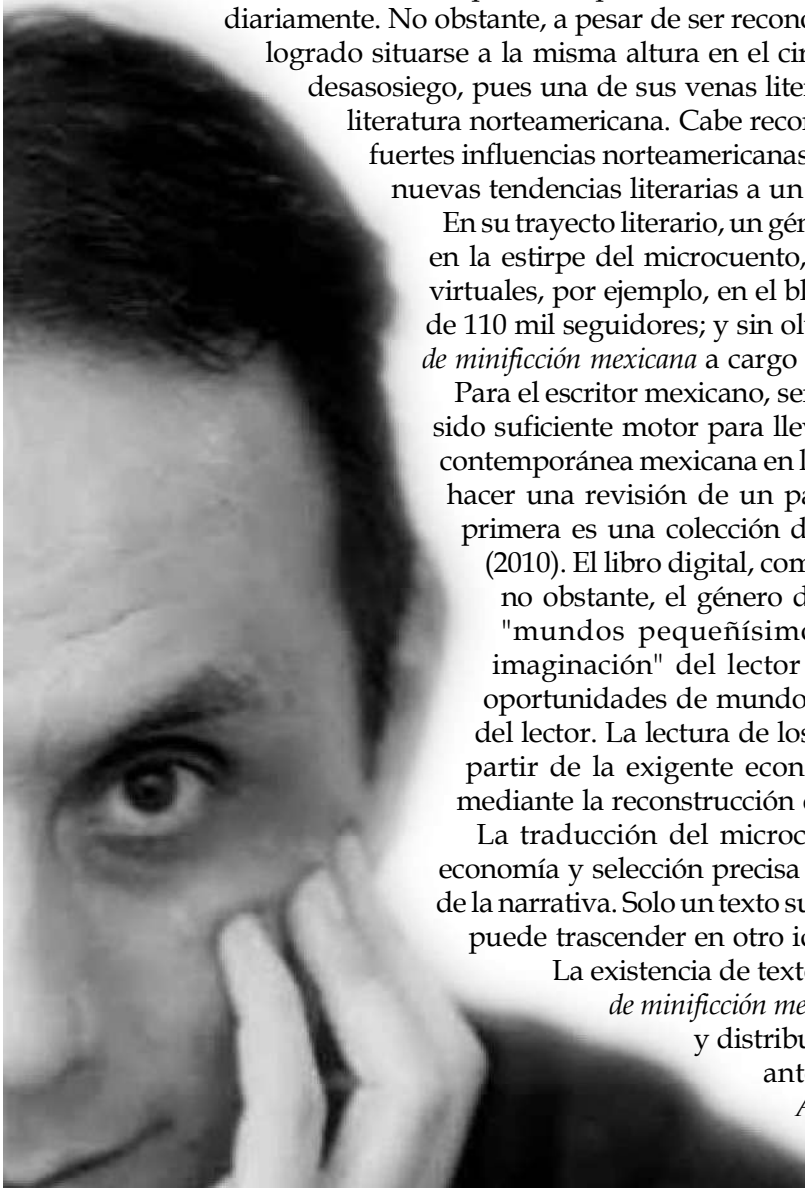 diariamente. No obstante, a pesar de ser recono
logrado situarse a la misma altura en el cir
desasosiego, pues una de sus venas liter
literatura norteamericana. Cabe recor
fuertes influencias norteamericanas
nuevas tendencias literarias a un
En su trayecto literario, un gén
en la estirpe del microcuento,
virtuales, por ejemplo, en el bl
de 110 mil seguidores; y sin olv
de minificción mexicana a cargo
Para el escritor mexicano, ser
sido suficiente motor para llev
contemporánea mexicana en l
hacer una revisión de un pa
primera es una colección d
(2010). El libro digital, com
no obstante, el género d
"mundos pequeñísimo
imaginación" del lector
oportunidades de mundo
del lector. La lectura de los
partir de la exigente econ
mediante la reconstrucción
La traducción del microc
economía y selección precisa
de la narrativa. Solo un texto su
puede trascender en otro id
La existencia de text
de minificción me
y distribu
ant